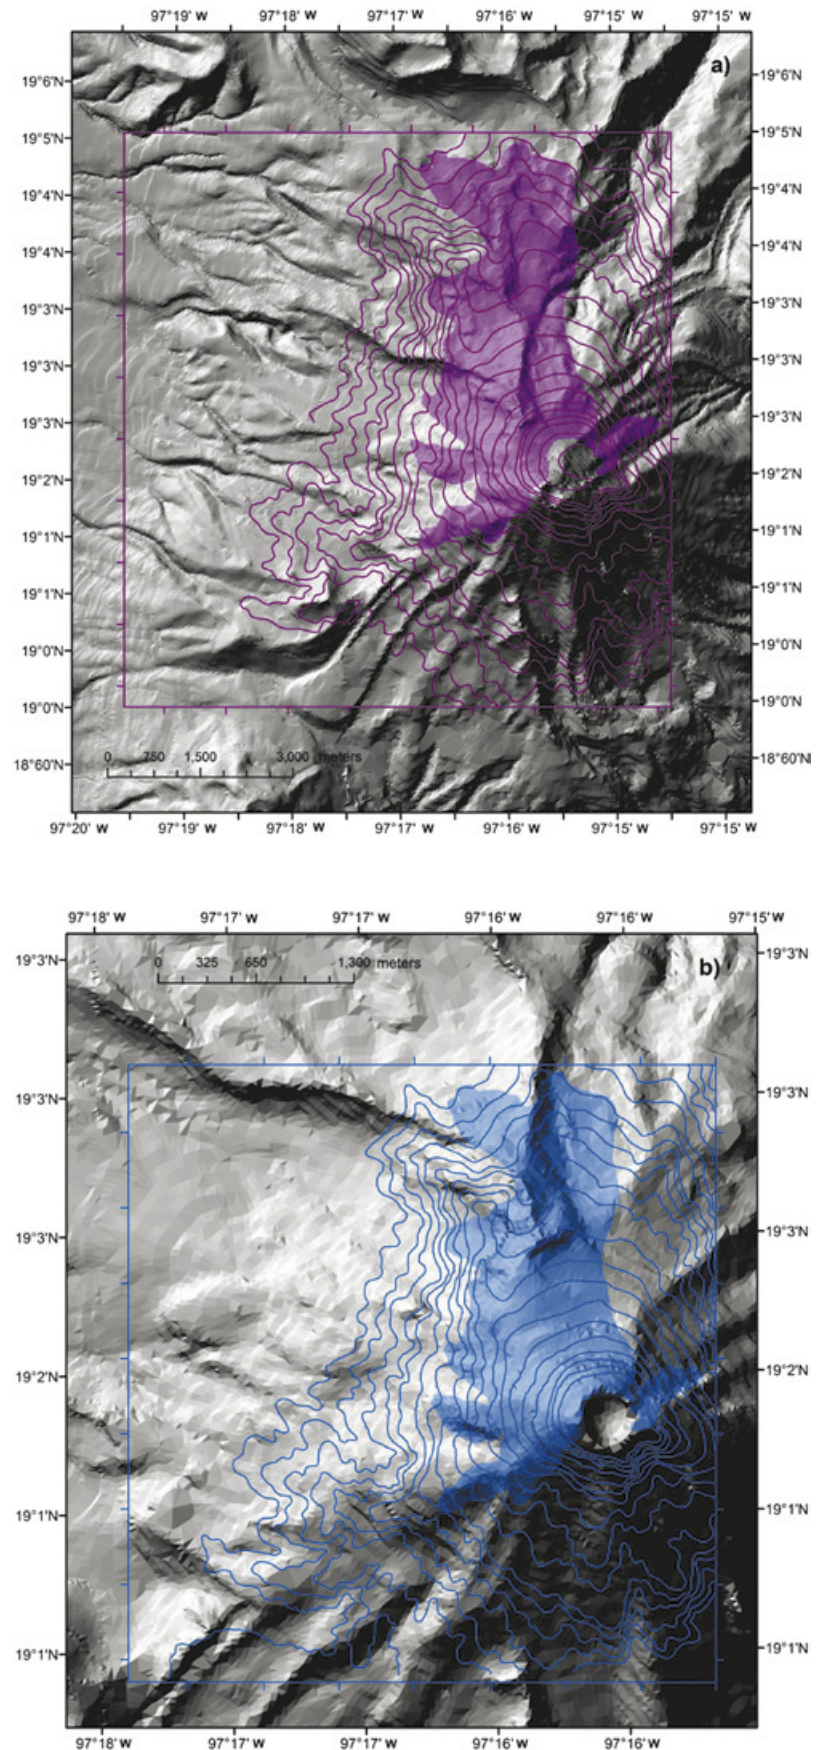 97°19' W 97°18' W 97°17' W 97°16' W 97°15' W 97°15' W
a)
19°6'N 19°6'N
19°5'N 19°5'N
19°4'N 19°4'N
19°4'N 19°4'N
19°3'N 19°3'N
19°3'N 19°3'N
19°3'N 19°3'N
19°2'N 19°2'N
19°1'N 19°1'N
19°1'N 19°1'N
19°0'N 19°0'N
19°0'N 19°0'N
0 750 1,500 3,000 meters
18°60'N 18°60'N
97°20' W 97°19' W 97°18' W 97°17' W 97°16' W 97°15' W 97°15' W
97°18' W 97°17' W 97°17' W 97°16' W 97°16' W 97°15' W
19°3'N 19°3'N
0 325 650 1,300 meters
b)
19°3'N 19°3'N
19°3'N 19°3'N
19°2'N 19°2'N
19°1'N 19°1'N
19°1'N 19°1'N
97°18' W 97°17' W 97°17' W 97°16' W 97°16' W